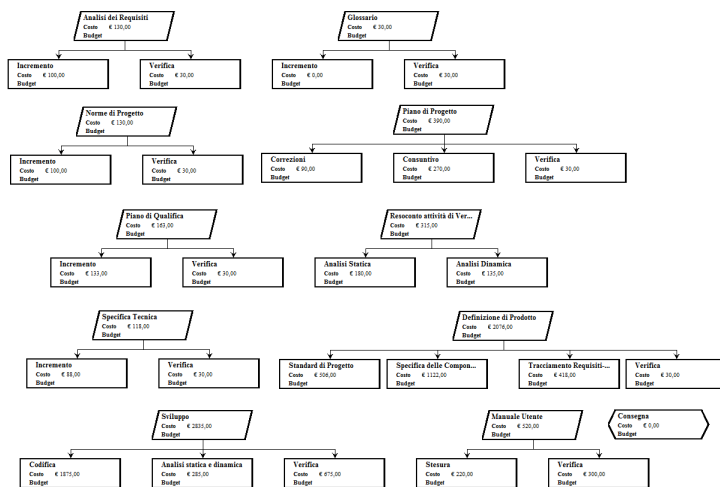 Analisi dei Requisiti
Costo € 130,00
Budget
Glossario
Costo € 30,00
Budget
Incremento
Costo € 100,00
Budget
Verifica
Costo € 30,00
Budget
Incremento
Costo € 0,00
Budget
Verifica
Costo € 30,00
Budget
Norme di Progetto
Costo € 130,00
Budget
Piano di Progetto
Costo € 390,00
Budget
Incremento
Costo € 100,00
Budget
Verifica
Costo € 30,00
Budget
Correzioni
Costo € 90,00
Budget
Consuntivo
Costo € 270,00
Budget
Verifica
Costo € 30,00
Budget
Piano di Qualifica
Costo € 163,00
Budget
Resoconto attività di Ver...
Costo € 315,00
Budget
Incremento
Costo € 133,00
Budget
Verifica
Costo € 30,00
Budget
Analisi Statica
Costo € 180,00
Budget
Analisi Dinamica
Costo € 135,00
Budget
Specifica Tecnica
Costo € 118,00
Budget
Definizione di Prodotto
Costo € 2076,00
Budget
Incremento
Costo € 88,00
Budget
Verifica
Costo € 30,00
Budget
Standard di Progetto
Costo € 506,00
Budget
Specifica delle Compon...
Costo € 1122,00
Budget
Tracciamento Requisiti-...
Costo € 418,00
Budget
Verifica
Costo € 30,00
Budget
Sviluppo
Costo € 2835,00
Budget
Manuale Utente
Costo € 520,00
Budget
Consegna
Costo € 0,00
Budget
Codifica
Costo € 1875,00
Budget
Analisi statica e dinamica
Costo € 285,00
Budget
Verifica
Costo € 675,00
Budget
Stesura
Costo € 220,00
Budget
Verifica
Costo € 300,00
Budget